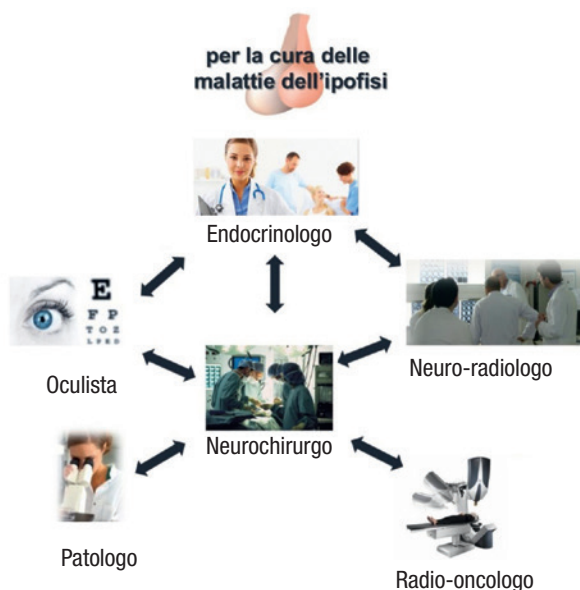 per la cura delle
malattie dell'ipofisi
Endocrinologo
E
F P
T O Z
L P E D
Oculista
Neuro-radiologo
Neurochirurgo
Patologo
Radio-oncologo